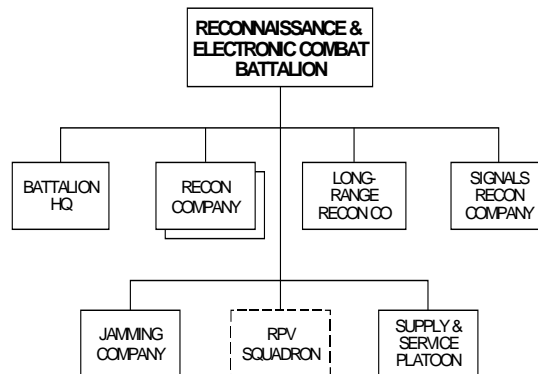 RECONNAISSANCE &
ELECTRONIC COMBAT
BATTALION
BATTALION
HQ
RECON
COMPANY
LONG-
RANGE
RECON CO
SIGNALS
RECON
COMPANY
JAMMING
COMPANY
RPV
SQUADRON
SUPPLY &
SERVICE
PLATOON